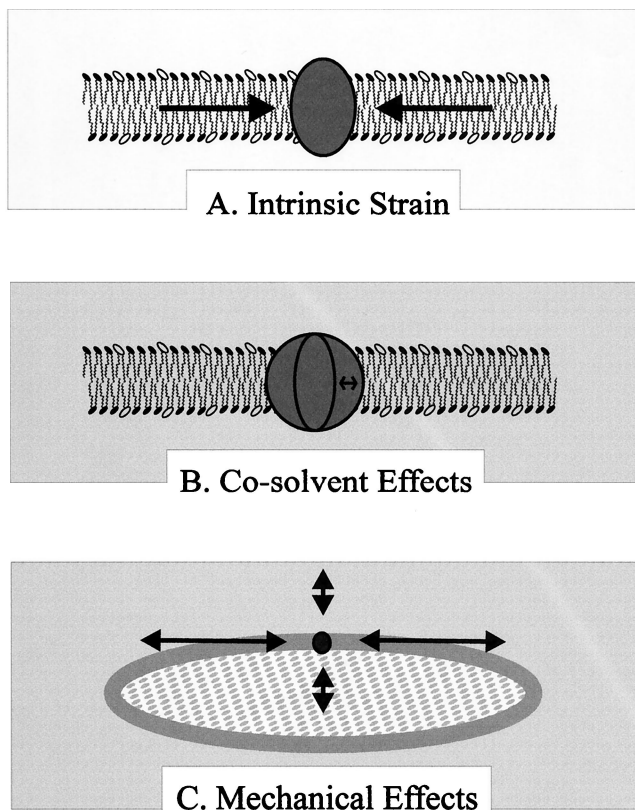 A. Intrinsic Strain
B. Co-solvent Effects
C. Mechanical Effects